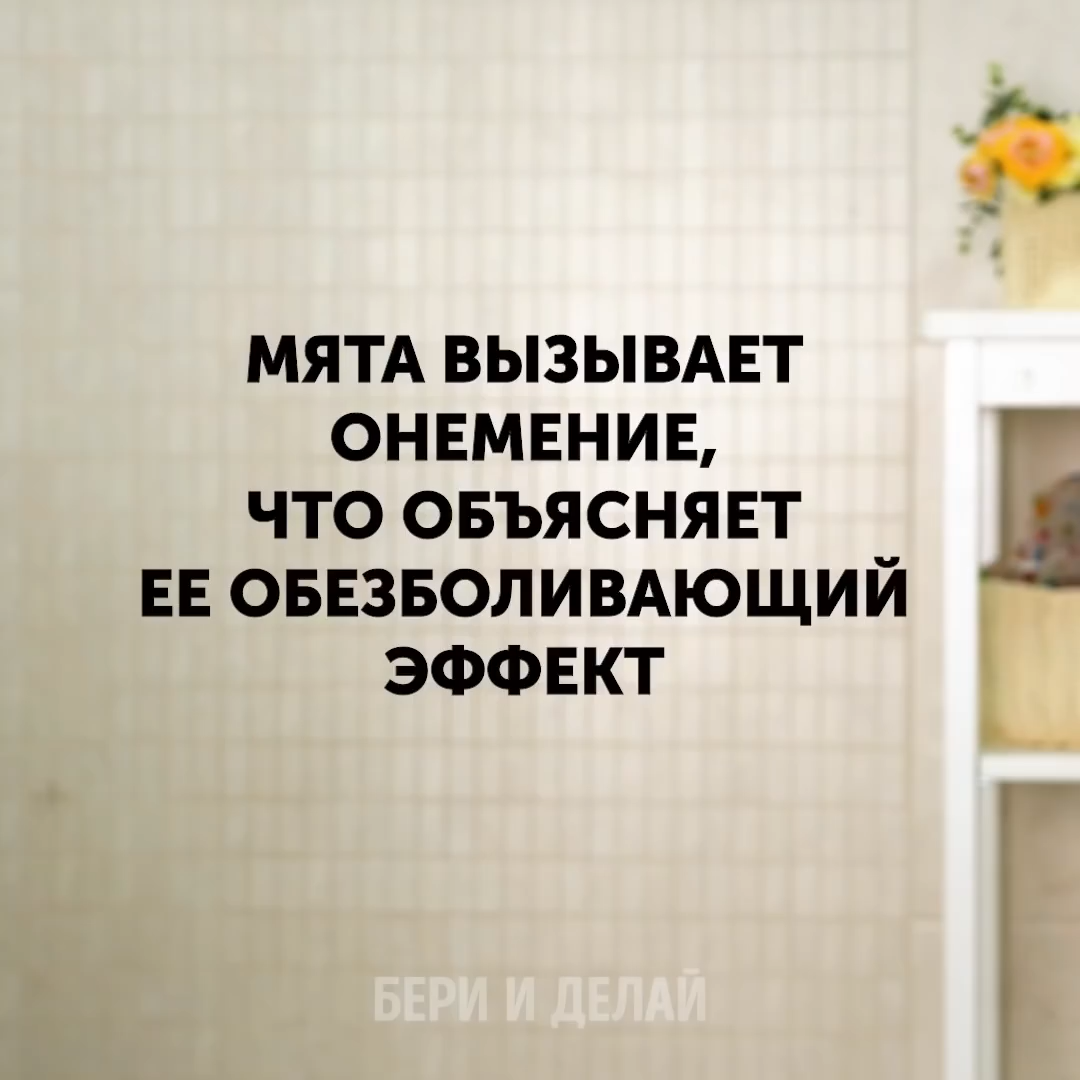 МЯТА ВЫЗЫВАЕТ
ОНЕМЕНИЕ,
ЧТО ОБЪЯСНЯЕТ
ЕЕ ОБЕЗБОЛИВАЮЩИЙ
ЭФФЕКТ
БЕРИ И ДЕЛАЙ